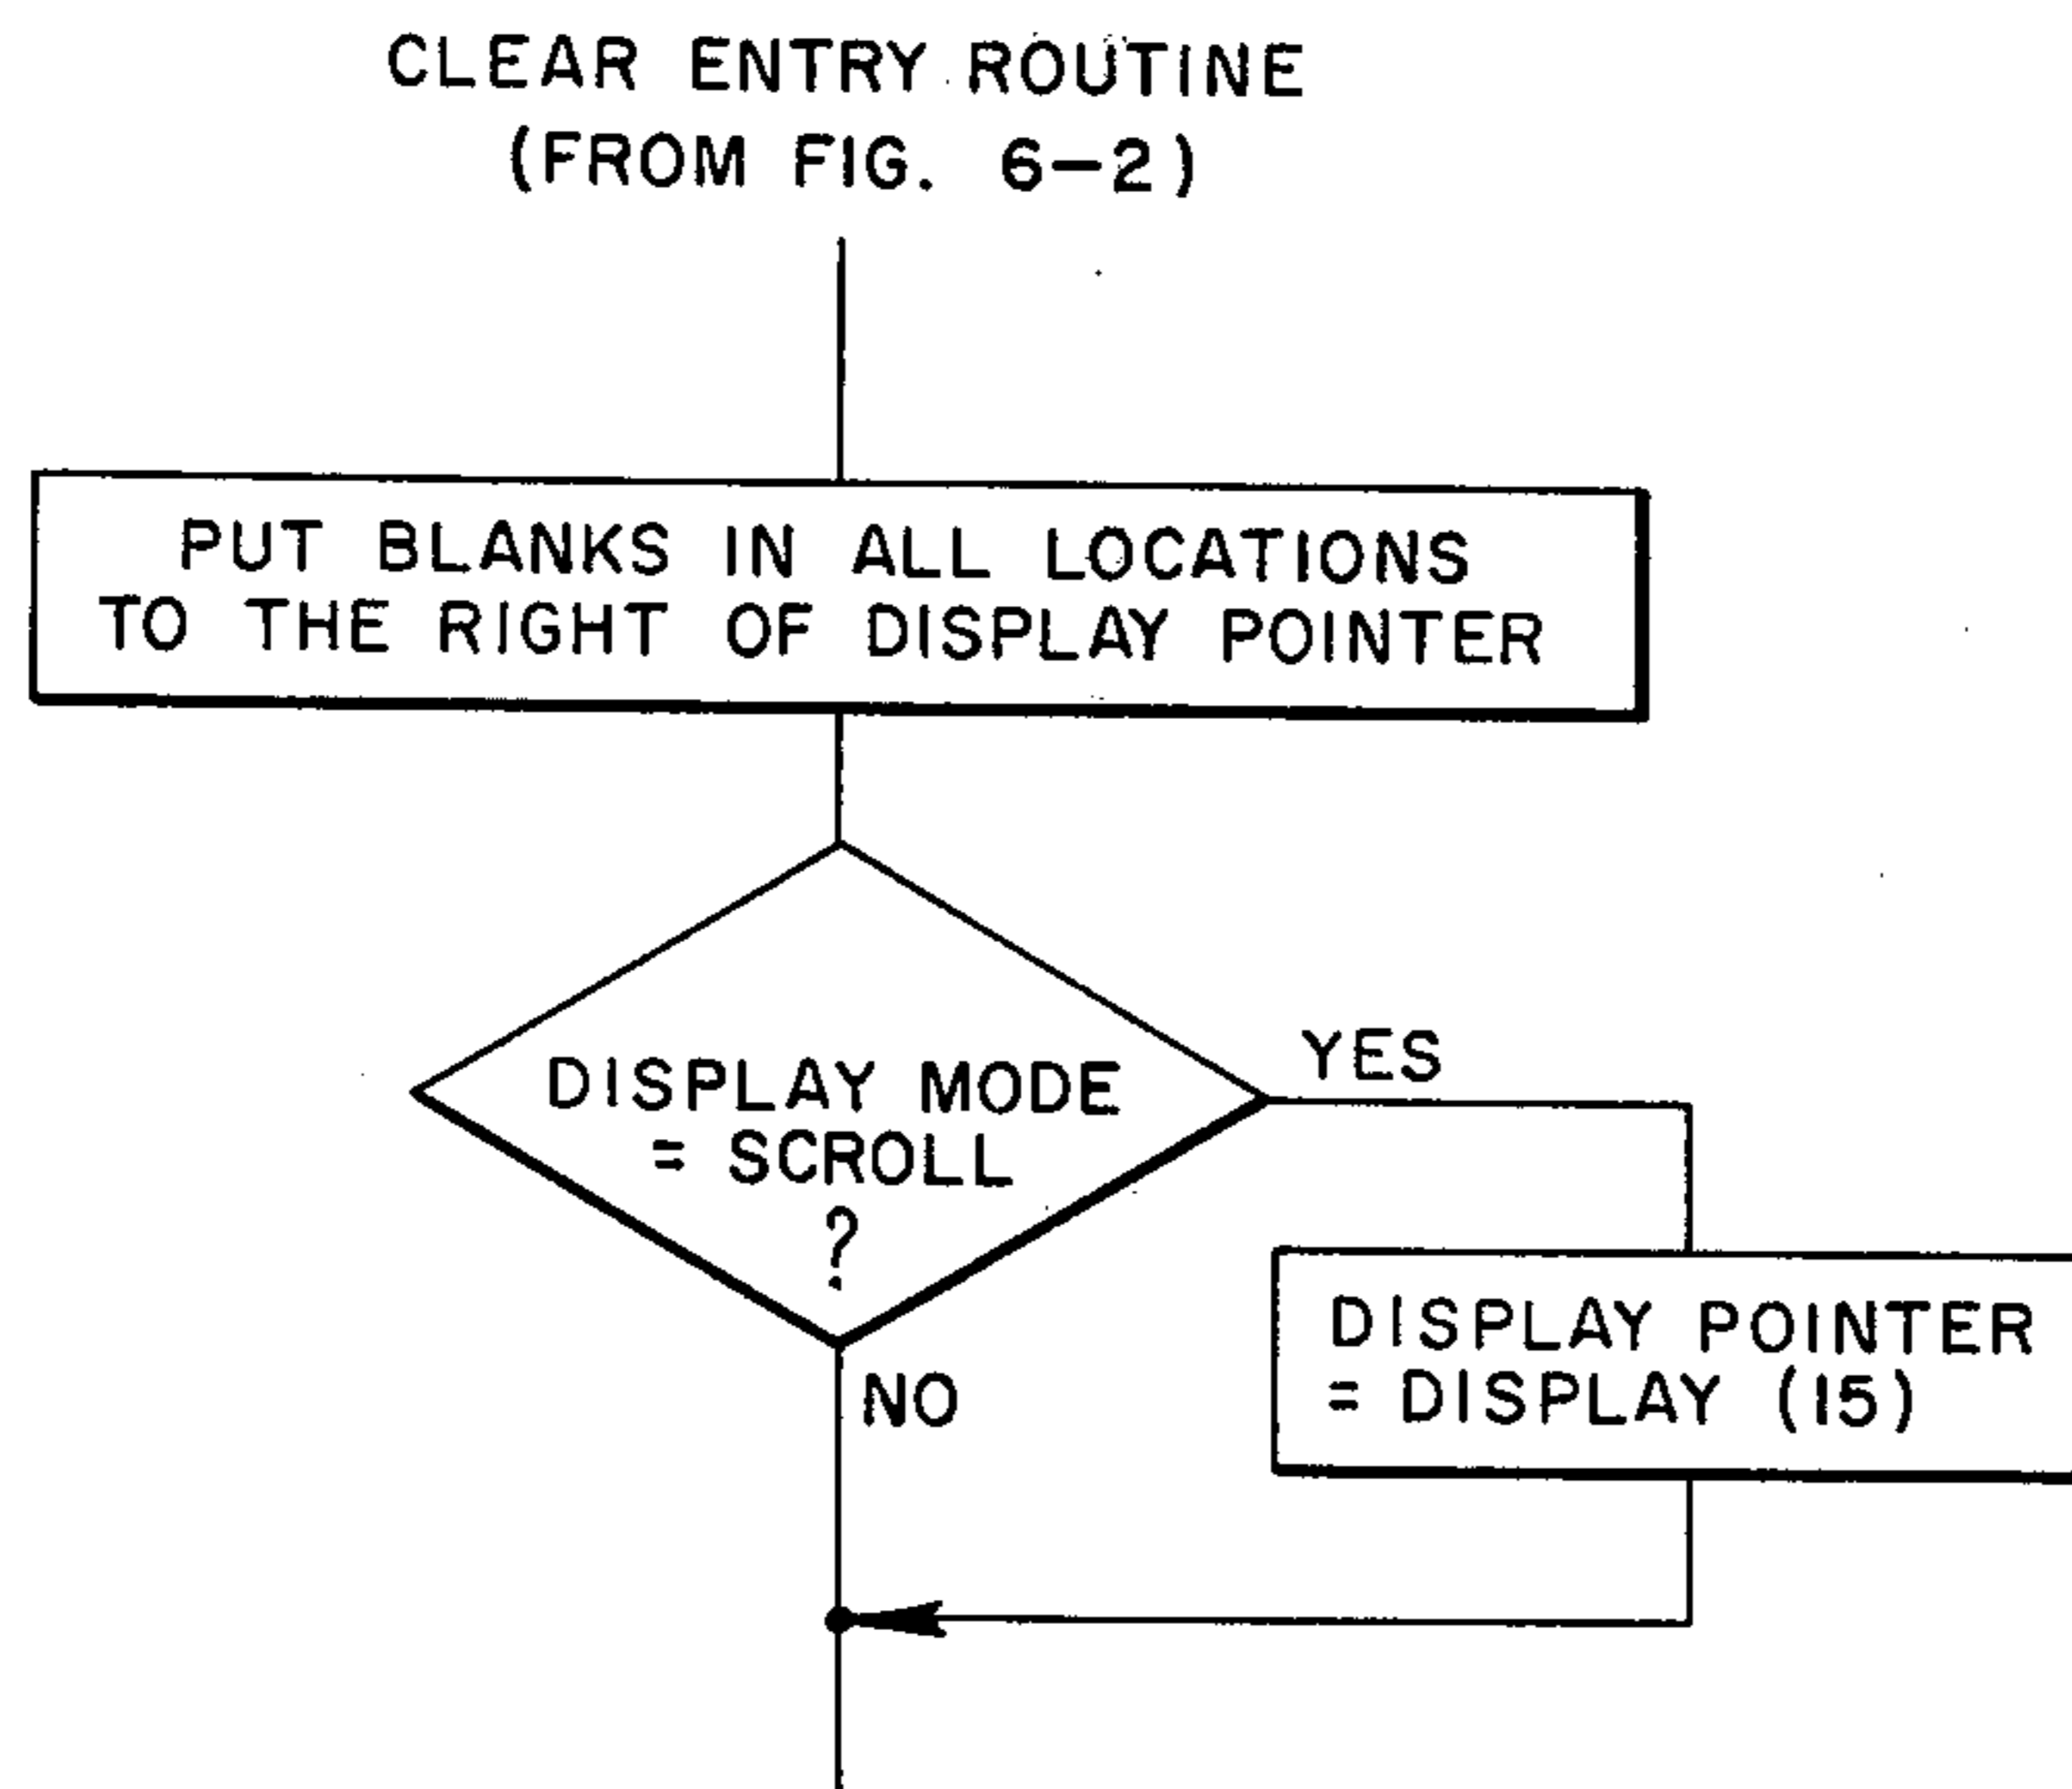 CLEAR ENTRY ROUTINE
(FROM FIG. 6-2)
PUT BLANKS IN ALL LOCATIONS
TO THE RIGHT OF DISPLAY POINTER
DISPLAY MODE
= SCROLL
?
YES
DISPLAY POINTER
= DISPLAY (15)
NO